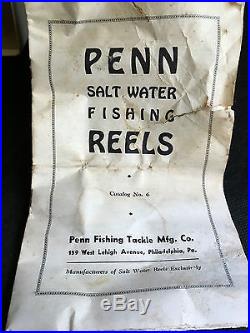 PENN
SALT WATER
FISHING
REELS
Catalog No. 6
Penn Fishing Tackle Mfg. Co.
159 West Lehigh Avenue, Philadelphia, Pa.
Manufacturers of Salt Water Reels Exclusively